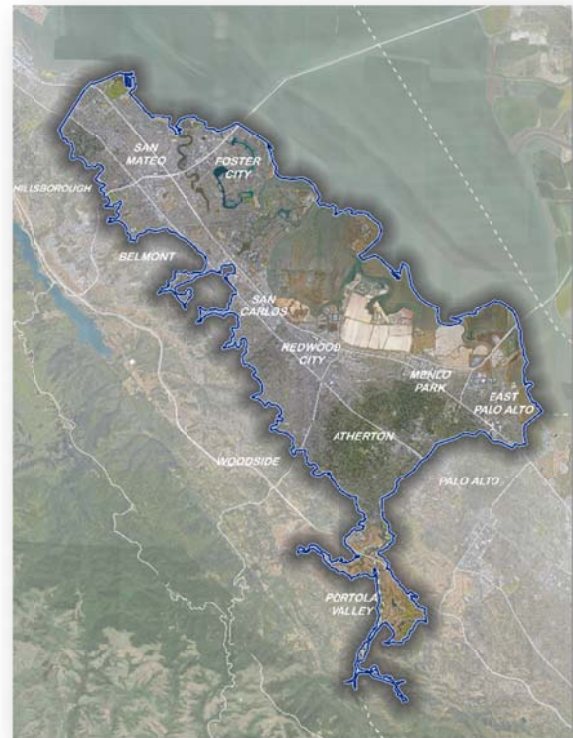 SAN
MATEO
FOSTER
CITY
HILLSBOROUGH
BELMONT
SAN
CARLOS
REDWOOD
CITY
MENLO
PARK
EAST
PALO ALTO
ATHERTON
WOODSIDE
PALO ALTO
PORTOLA
VALLEY